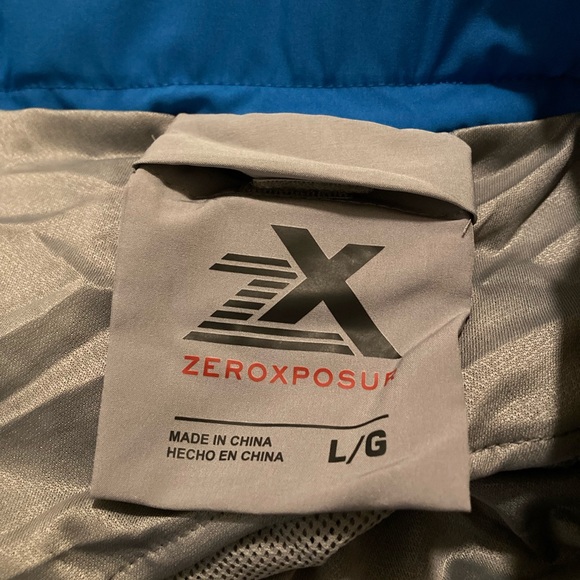 ZX
ZEROXPOSUR
MADE IN CHINA
HECHO EN CHINA
L/G